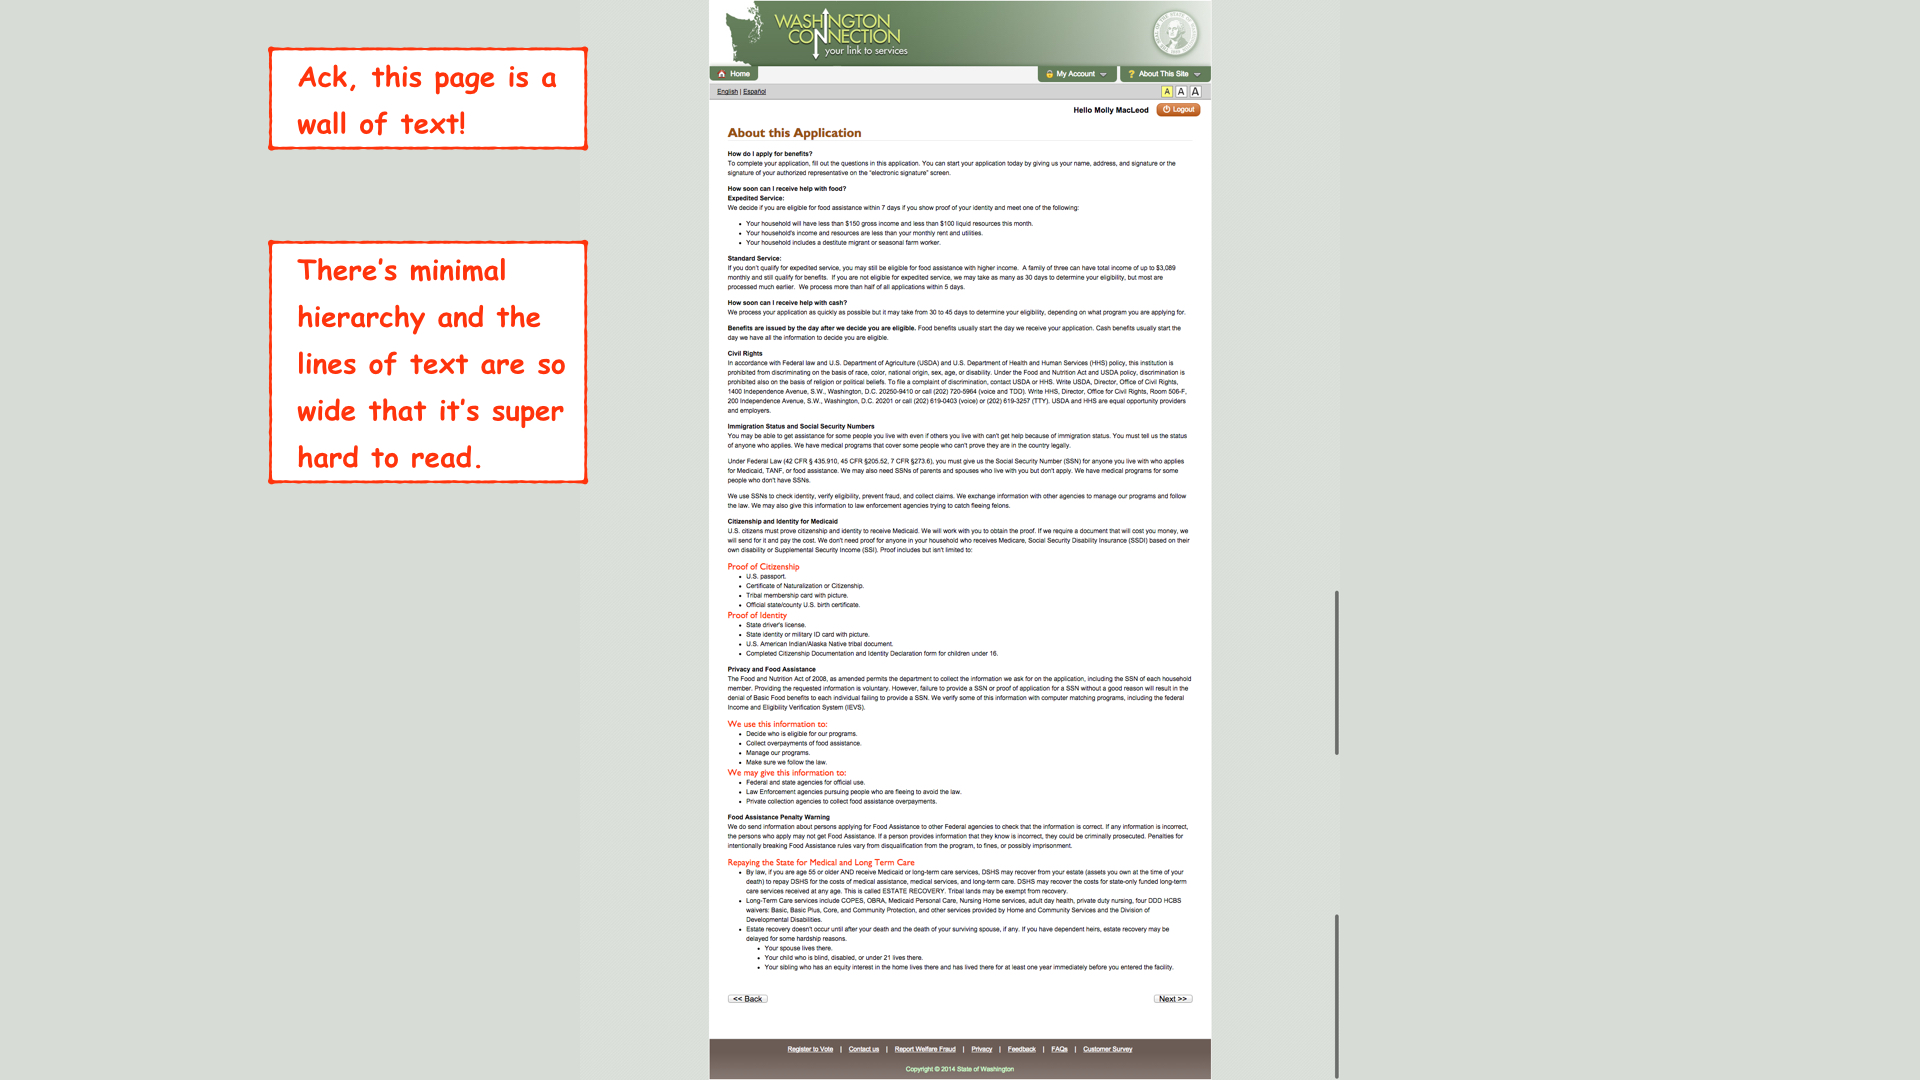 Ack, this page is a
wall of text!
There's minimal
hierarchy and the
lines of text are so
wide that it's super
hard to read.
WASHINGTON
CONNECTION
your link to services
Home
My Account
? About This Site
English | Español
A A A
Hello Molly MacLeod
Logout
About this Application
How do I apply for benefits?
To complete your application, fill out the questions in this application. You can start your application today by giving us your name, address, and signature or the
signature of your authorized representative on the "electronic signature" screen.
How soon can I receive help with food?
Expedited Service:
We decide if you are eligible for food assistance within 7 days if you show proof of your identity and meet one of the following:
• Your household will have less than $150 gross income and less than $100 liquid resources this month.
• Your household's income and resources are less than your monthly rent and utilities.
• Your household includes a destitute migrant or seasonal farm worker.
Standard Service:
If you don't qualify for expedited service, you may still be eligible for food assistance with higher income. A family of three can have total income of up to $3,089
monthly and still qualify for benefits. If you are not eligible for expedited service, we may take as many as 30 days to determine your eligibility, but most are
processed much earlier. We process more than half of all applications within 5 days.
How soon can I receive help with cash?
We process your application as quickly as possible but it may take from 30 to 45 days to determine your eligibility, depending on what program you are applying for.
Benefits are issued by the day after we decide you are eligible. Food benefits usually start the day we receive your application. Cash benefits usually start the
day we have all the information to decide you are eligible.
Civil Rights
In accordance with Federal law and U.S. Department of Agriculture (USDA) and U.S. Department of Health and Human Services (HHS) policy, this institution is
prohibited from discriminating on the basis of race, color, national origin, sex, age, or disability. Under the Food and Nutrition Act and USDA policy, discrimination is
prohibited also on the basis of religion or political beliefs. To file a complaint of discrimination, contact USDA or HHS. Write USDA, Director, Office of Civil Rights,
1400 Independence Avenue, S.W., Washington, D.C. 20250-9410 or call (202) 720-5964 (voice and TDD). Write HHS, Director, Office for Civil Rights, Room 506-F,
200 Independence Avenue, S.W., Washington, D.C. 20201 or call (202) 619-0403 (voice) or (202) 619-3257 (TTY). USDA and HHS are equal opportunity providers
and employers.
Immigration Status and Social Security Numbers
You may be able to get assistance for some people you live with even if others you live with can't get help because of immigration status. You must tell us the status
of anyone who applies. We have medical programs that cover some people who can't prove they are in the country legally.
Under Federal Law (42 CFR § 435.910, 45 CFR §205.52, 7 CFR §273.6), you must give us the Social Security Number (SSN) for anyone you live with who applies
for Medicaid, TANF, or food assistance. We may also need SSNs of parents and spouses who live with you but don't apply. We have medical programs for some
people who don't have SSNs.
We use SSNs to check identity, verify eligibility, prevent fraud, and collect claims. We exchange information with other agencies to manage our programs and follow
the law. We may also give this information to law enforcement agencies trying to catch fleeing felons.
Citizenship and Identity for Medicaid
U.S. citizens must prove citizenship and identity to receive Medicaid. We will work with you to obtain the proof. If we require a document that will cost you money, we
will send for it and pay the cost. We don't need proof for anyone in your household who receives Medicare, Social Security Disability Insurance (SSDI) based on their
own disability or Supplemental Security Income (SSI). Proof includes but isn't limited to:
Proof of Citizenship
• U.S. passport.
• Certificate of Naturalization or Citizenship.
• Tribal membership card with picture.
• Official state/county U.S. birth certificate.
Proof of Identity
• State driver's license.
• State identity or military ID card with picture.
• U.S. American Indian/Alaska Native tribal document.
• Completed Citizenship Documentation and Identity Declaration form for children under 16.
Privacy and Food Assistance
The Food and Nutrition Act of 2008, as amended permits the department to collect the information we ask for on the application, including the SSN of each household
member. Providing the requested information is voluntary. However, failure to provide a SSN or proof of application for a SSN without a good reason will result in the
denial of Basic Food benefits to each individual failing to provide a SSN. We verify some of this information with computer matching programs, including the federal
Income and Eligibility Verification System (IEVS).
We use this information to:
• Decide who is eligible for our programs.
• Collect overpayments of food assistance.
• Manage our programs.
• Make sure we follow the law.
We may give this information to:
• Federal and state agencies for official use.
• Law Enforcement agencies pursuing people who are fleeing to avoid the law.
• Private collection agencies to collect food assistance overpayments.
Food Assistance Penalty Warning
We do send information about persons applying for Food Assistance to other Federal agencies to check that the information is correct. If any information is incorrect,
the persons who apply may not get Food Assistance. If a person provides information that they know is incorrect, they could be criminally prosecuted. Penalties for
intentionally breaking Food Assistance rules vary from disqualification from the program, to fines, or possibly imprisonment.
Repaying the State for Medical and Long Term Care
• By law, if you are age 55 or older AND receive Medicaid or long-term care services, DSHS may recover from your estate (assets you own at the time of your
death) to repay DSHS for the costs of medical assistance, medical services, and long-term care. DSHS may recover the costs for state-only funded long-term
care services received at any age. This is called ESTATE RECOVERY. Tribal lands may be exempt from recovery.
• Long-Term Care services include COPES, OBRA, Medicaid Personal Care, Nursing Home services, adult day health, private duty nursing, four DDD HCBS
waivers: Basic, Basic Plus, Core, and Community Protection, and other services provided by Home and Community Services and the Division of
Developmental Disabilities.
• Estate recovery doesn't occur until after your death and the death of your surviving spouse, if any. If you have dependent heirs, estate recovery may be
delayed for some hardship reasons.
• Your spouse lives there.
• Your child who is blind, disabled, or under 21 lives there.
• Your sibling who has an equity interest in the home lives there and has lived there for at least one year immediately before you entered the facility.
<< Back
Next >>
Register to Vote | Contact us | Report Welfare Fraud | Privacy | Feedback | FAQs | Customer Survey
Copyright © 2014 State of Washington